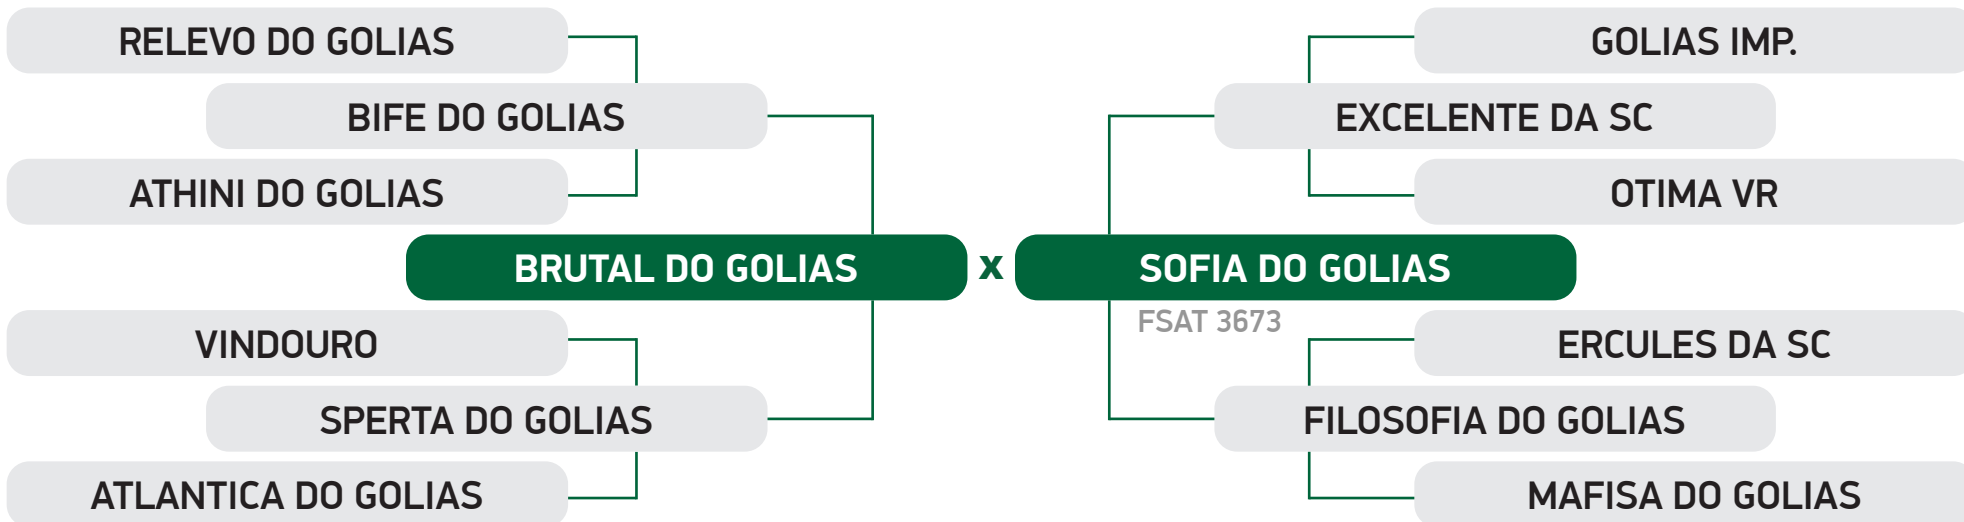 RELEVO DO GOLIAS
GOLIAS IMP.
BIFE DO GOLIAS
EXCELENTE DA SC
ATHINI DO GOLIAS
OTIMA VR
BRUTAL DO GOLIAS x SOFIA DO GOLIAS
FSAT 3673
VINDOURO
ERCULES DA SC
SPERTA DO GOLIAS
FILOSOFIA DO GOLIAS
ATLANTICA DO GOLIAS
MAFISA DO GOLIAS